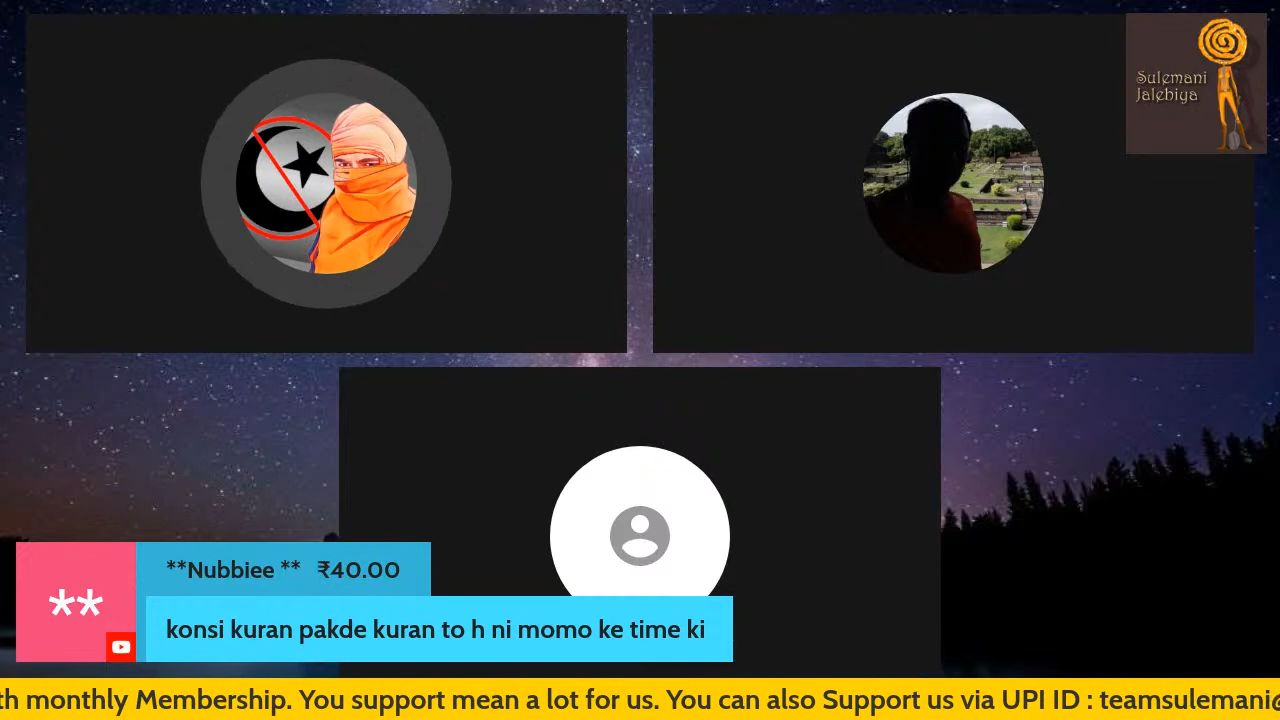 Sulemani
Jalebiya
**Nubbiee ** ₹40.00
**
konsi kuran pakde kuran to h ni momo ke time ki
th monthly Membership. You support mean a lot for us. You can also Support us via UPI ID : teamsulemani@